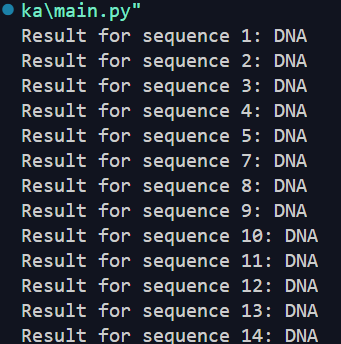 ka\main.py"
Result for sequence 1: DNA
Result for sequence 2: DNA
Result for sequence 3: DNA
Result for sequence 4: DNA
Result for sequence 5: DNA
Result for sequence 7: DNA
Result for sequence 8: DNA
Result for sequence 9: DNA
Result for sequence 10: DNA
Result for sequence 11: DNA
Result for sequence 12: DNA
Result for sequence 13: DNA
Result for sequence 14: DNA